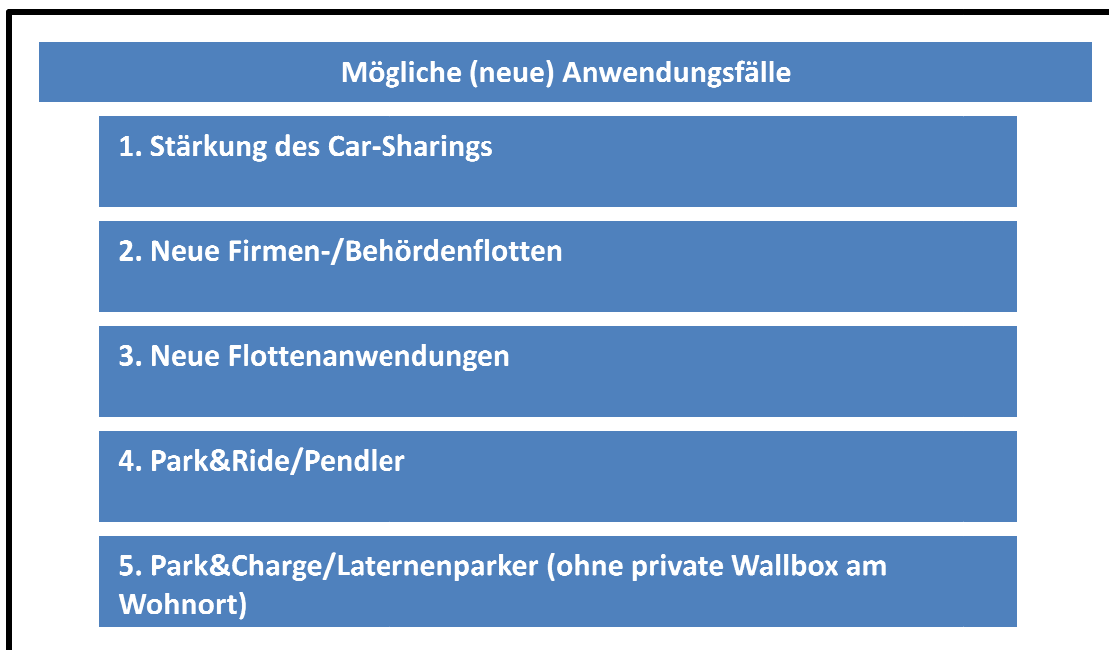 Mögliche (neue) Anwendungsfälle
1. Stärkung des Car-Sharings
2. Neue Firmen-/Behördenflotten
3. Neue Flottenanwendungen
4. Park&Ride/Pendler
5. Park&Charge/Laternenparker (ohne private Wallbox am
Wohnort)